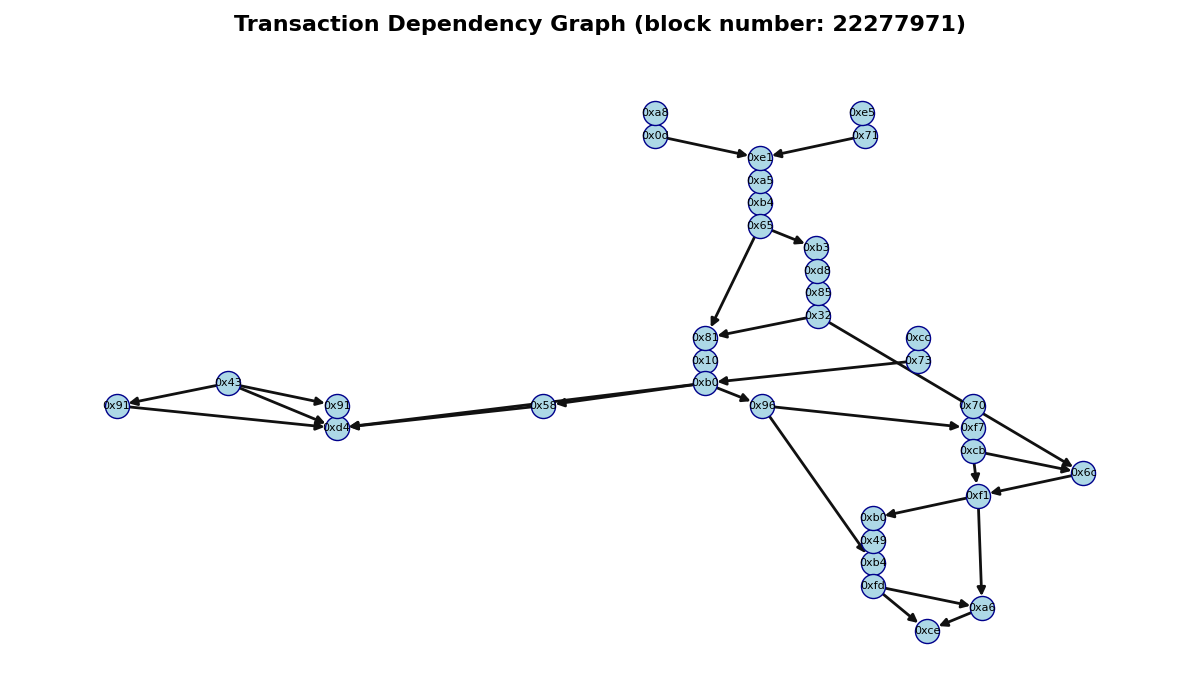 Transaction Dependency Graph (block number: 22277971)
0xa8
0xe5
0x0c
0x71
0xe1
0xa5
0xb4
0x65
0xb3
0xd8
0x85
0x32
0x81
0xcc
0x10
0x73
0x43
0xb0
0x91
0x91
0x58
0x96
0x70
0xd4
0xf7
0xcb
0x6c
0xf1
0xb0
0x49
0xb4
0xfd
0xa6
0xce